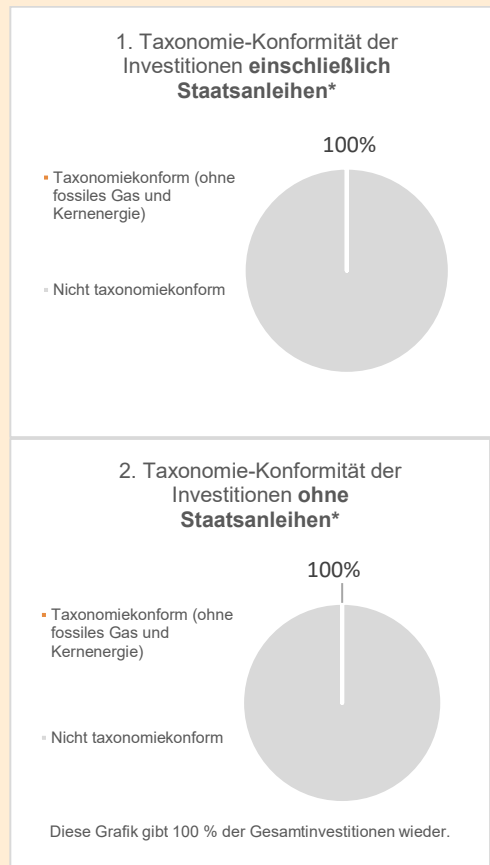 1. Taxonomie-Konformität der
Investitionen einschließlich
Staatsanleihen*
100%
Taxonomiekonform (ohne
fossiles Gas und
Kernenergie)
Nicht taxonomiekonform
2. Taxonomie-Konformität der
Investitionen ohne
Staatsanleihen*
100%
Taxonomiekonform (ohne
fossiles Gas und
Kernenergie)
Nicht taxonomiekonform
Diese Grafik gibt 100 % der Gesamtinvestitionen wieder.